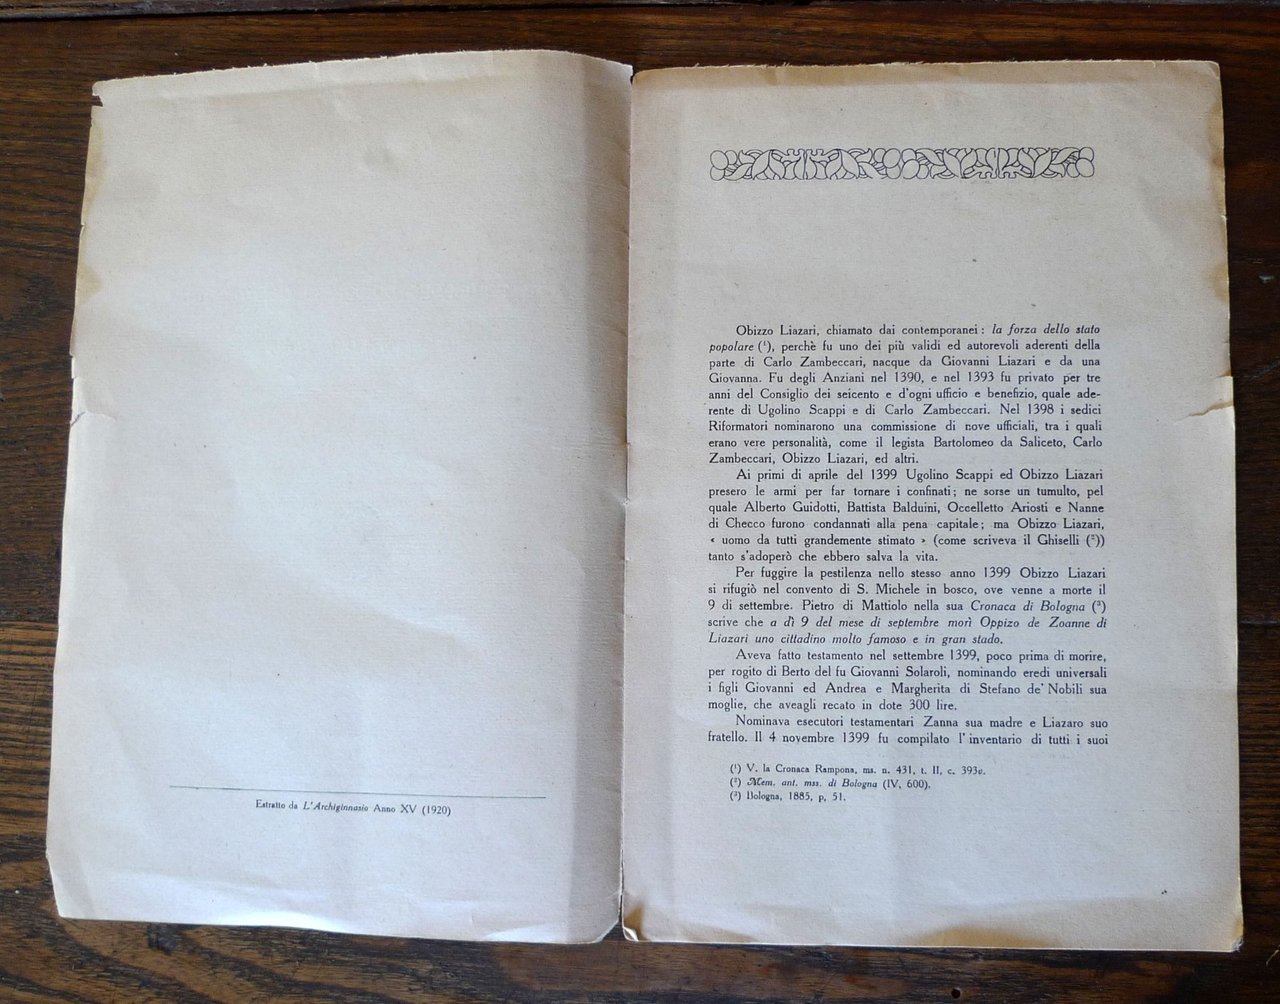 Estratto da L'Archiginnasio Anno XV (1920)
Obizzo Liazari, chiamato dai contemporanei : la forza dello stato
popolare (¹), perchè fu uno dei più validi ed autorevoli aderenti della
parte di Carlo Zambeccari, nacque da Giovanni Liazari e da una
Giovanna. Fu degli Anziani nel 1390, e nel 1393 fu privato per tre
anni del Consiglio dei seicento e d'ogni ufficio e benefizio, quale ade-
rente di Ugolino Scappi e di Carlo Zambeccari. Nel 1398 i sedici
Riformatori nominarono una commissione di nove ufficiali, tra i quali
erano vere personalità, come il legista Bartolomeo da Saliceto, Carlo
Zambeccari, Obizzo Liazari, ed altri.
Ai primi di aprile del 1399 Ugolino Scappi ed Obizzo Liazari
presero le armi per far tornare i confinati ; ne sorse un tumulto, pel
quale Alberto Guidotti, Battista Balduini, Occelletto Ariosti e Nanne
di Checco furono condannati alla pena capitale ; ma Obizzo Liazari,
« uomo da tutti grandemente stimato » (come scriveva il Ghiselli (²))
tanto s'adoperò che ebbero salva la vita.
Per fuggire la pestilenza nello stesso anno 1399 Obizzo Liazari
si rifugiò nel convento di S. Michele in bosco, ove venne a morte il
9 di settembre. Pietro di Mattiolo nella sua Cronaca di Bologna (³)
scrive che a dì 9 del mese di septembre morì Oppizo de Zoanne di
Liazari uno cittadino molto famoso e in gran stado.
Aveva fatto testamento nel settembre 1399, poco prima di morire,
per rogito di Berto del fu Giovanni Solaroli, nominando eredi universali
i figli Giovanni ed Andrea e Margherita di Stefano de' Nobili sua
moglie, che aveagli recato in dote 300 lire.
Nominava esecutori testamentari Zanna sua madre e Liazaro suo
fratello. Il 4 novembre 1399 fu compilato l'inventario di tutti i suoi
(¹) V. la Cronaca Rampona, ms. n. 431, t. II, c. 393v.
(²) Mem. ant. mss. di Bologna (IV, 600).
(³) Bologna, 1885, p, 51.